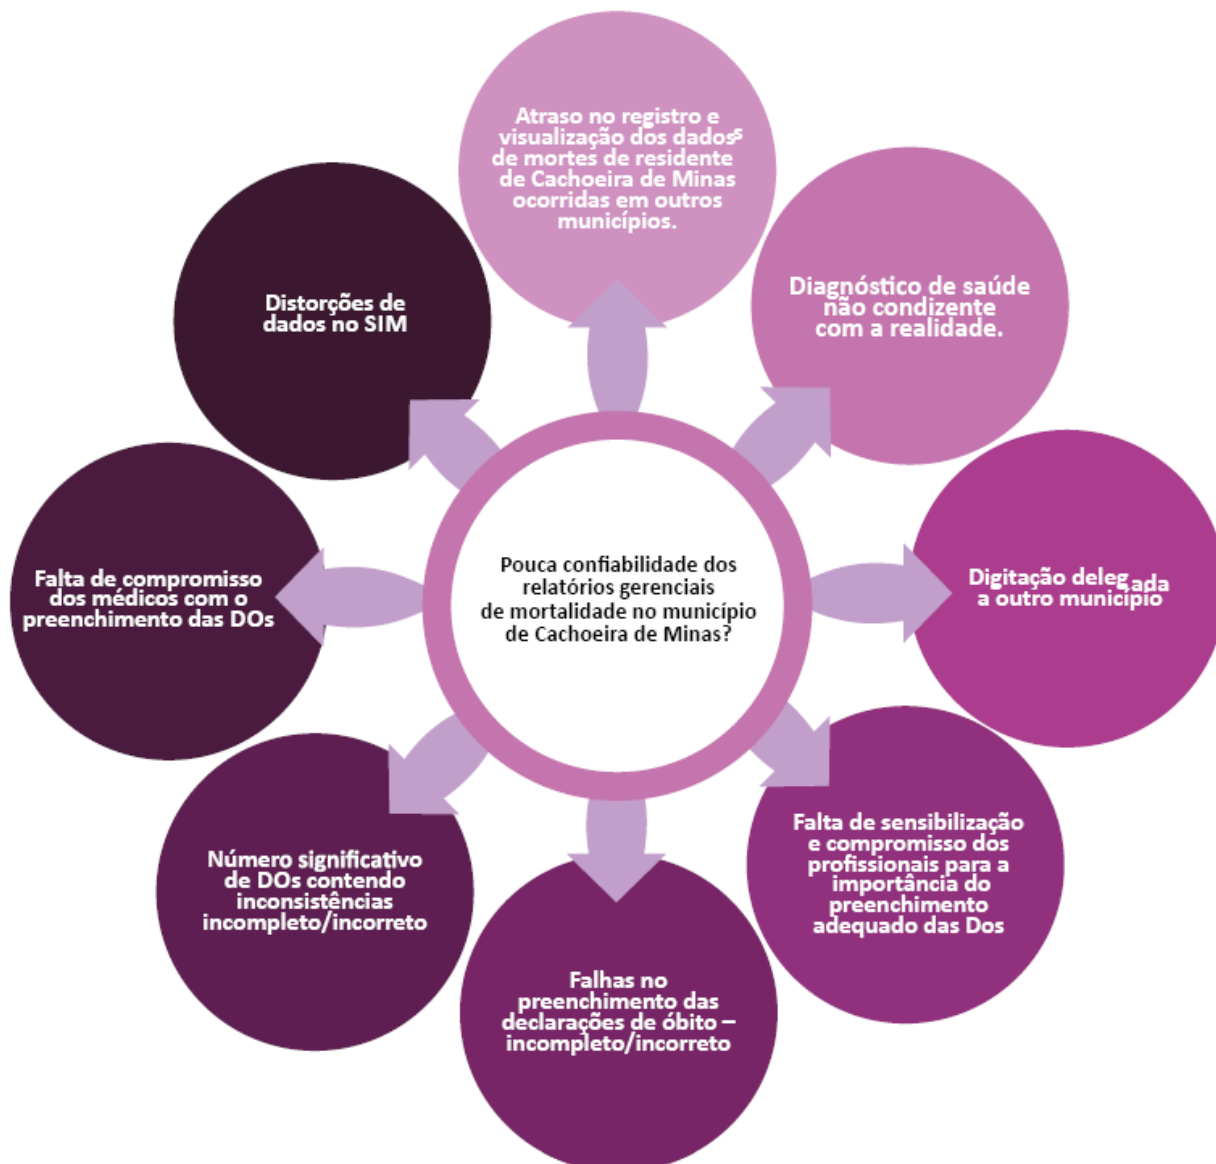 Atraso no registro e
visualização dos dados
de mortes de residentes
de Cachoeira de Minas
ocorridas em outros
municípios.
Diagnóstico de saúde
não condizente
com a realidade.
Digitação delegada
a outro município
Falta de sensibilização
e compromisso dos
profissionais para a
importância do
preenchimento
adequado das Dos
Falhas no
preenchimento das
declarações de óbito –
incompleto/incorreto
Número significativo
de DOs contendo
inconsistências
incompleto/incorreto
Falta de compromisso
dos médicos com o
preenchimento das DOs
Distorções de
dados no SIM
Pouca confiabilidade dos
relatórios gerenciais
de mortalidade no município
de Cachoeira de Minas?